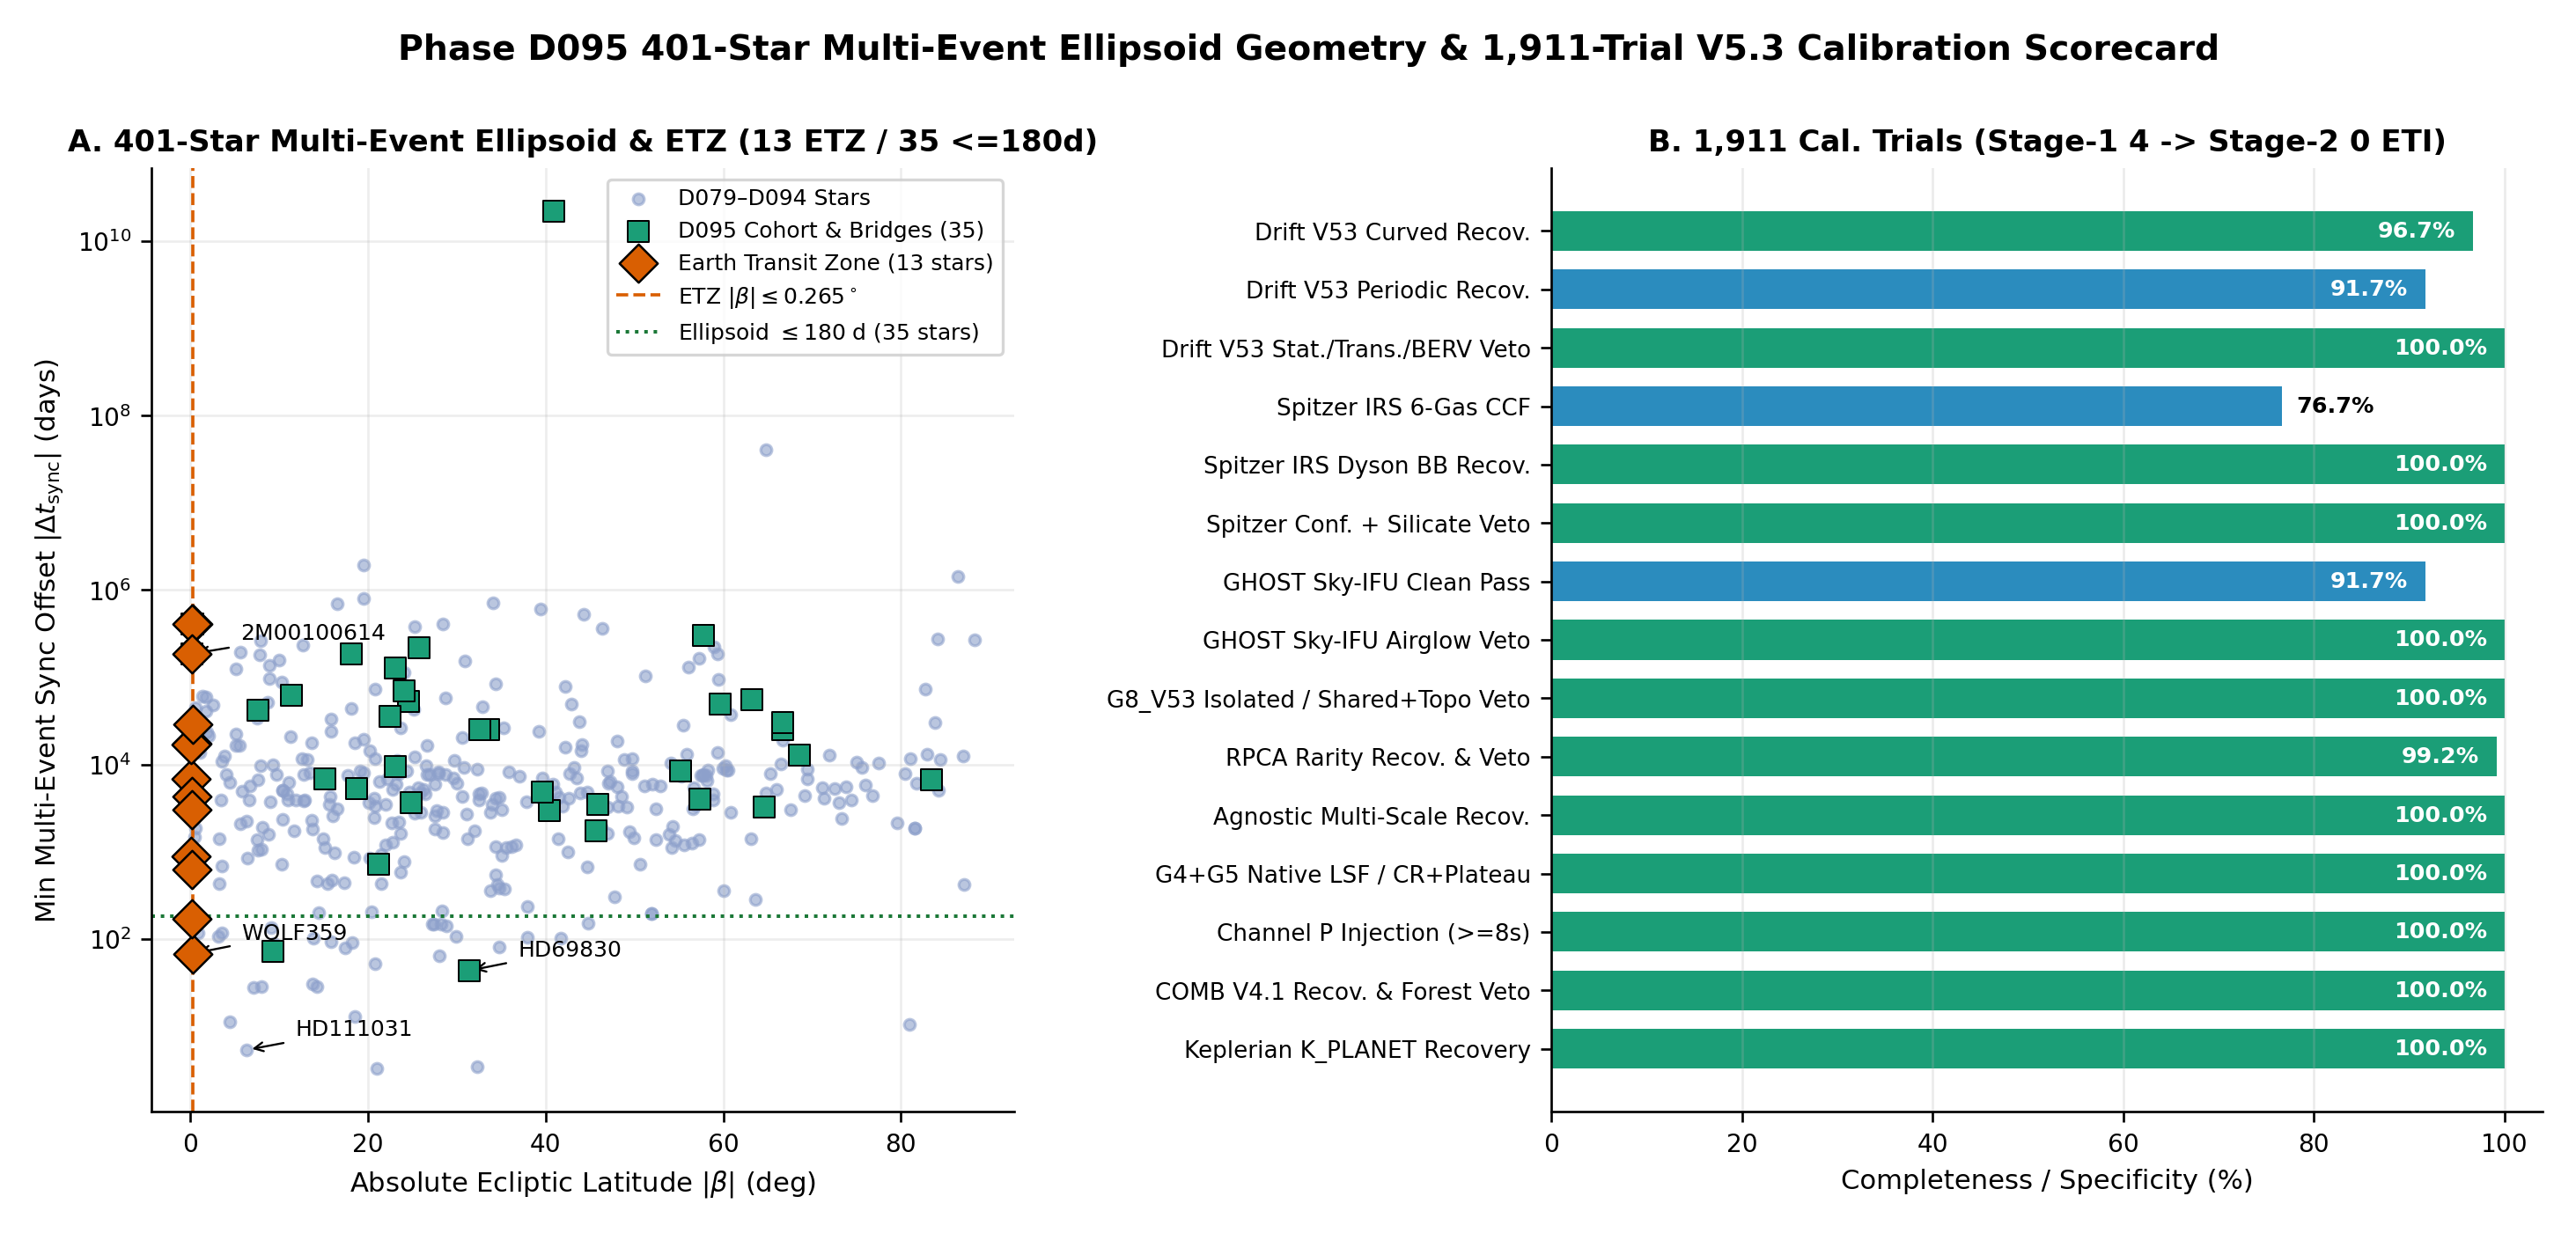 Phase D095 401-Star Multi-Event Ellipsoid Geometry & 1,911-Trial V5.3 Calibration Scorecard
A. 401-Star Multi-Event Ellipsoid & ETZ (13 ETZ / 35 <=180d)
D079–D094 Stars
D095 Cohort & Bridges (35)
Earth Transit Zone (13 stars)
ETZ |β| ≤ 0.265°
Ellipsoid ≤ 180 d (35 stars)
Min Multi-Event Sync Offset |Δt_sync| (days)
10^10
10^8
10^6
10^4
10^2
2M00100614
WOLF359
HD69830
HD111031
0 20 40 60 80
Absolute Ecliptic Latitude |β| (deg)
B. 1,911 Cal. Trials (Stage-1 4 -> Stage-2 0 ETI)
Drift V53 Curved Recov. 96.7%
Drift V53 Periodic Recov. 91.7%
Drift V53 Stat./Trans./BERV Veto 100.0%
Spitzer IRS 6-Gas CCF 76.7%
Spitzer IRS Dyson BB Recov. 100.0%
Spitzer Conf. + Silicate Veto 100.0%
GHOST Sky-IFU Clean Pass 91.7%
GHOST Sky-IFU Airglow Veto 100.0%
G8_V53 Isolated / Shared+Topo Veto 100.0%
RPCA Rarity Recov. & Veto 99.2%
Agnostic Multi-Scale Recov. 100.0%
G4+G5 Native LSF / CR+Plateau 100.0%
Channel P Injection (>=8s) 100.0%
COMB V4.1 Recov. & Forest Veto 100.0%
Keplerian K_PLANET Recovery 100.0%
0 20 40 60 80 100
Completeness / Specificity (%)